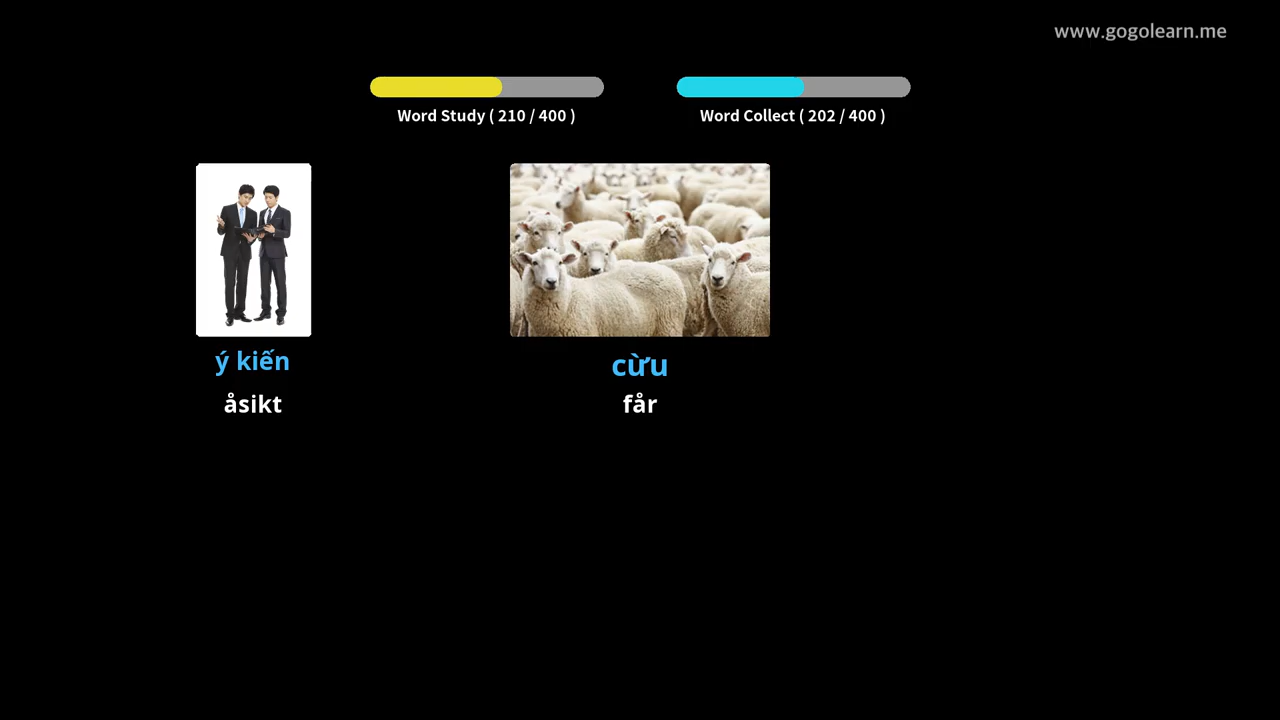 www.gogolearn.me
Word Study ( 210 / 400 )
Word Collect ( 202 / 400 )
ý kiến
cừu
åsikt
får